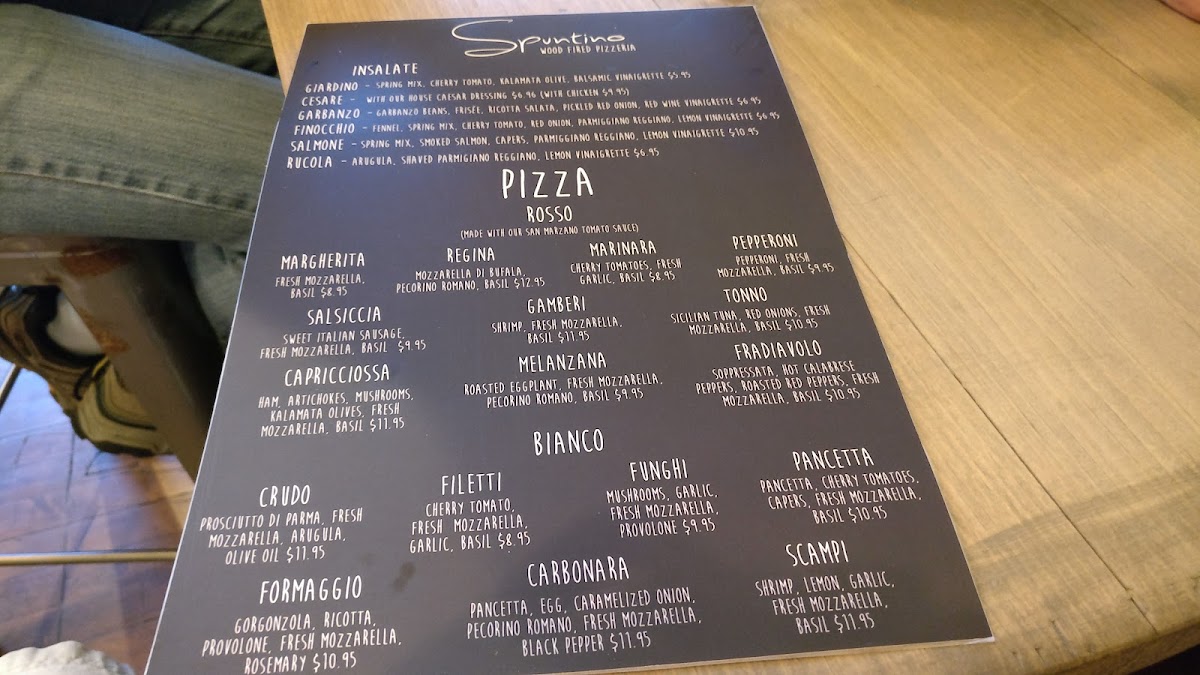 Spuntino
WOOD FIRED PIZZERIA
INSALATE
GIARDINO - SPRING MIX, CHERRY TOMATO, KALAMATA OLIVE, BALSAMIC VINAIGRETTE $5.95
CESARE - WITH OUR HOUSE CAESAR DRESSING $6.96 (WITH CHICKEN $9.95)
GARBANZO - GARBANZO BEANS, FRISÉE, RICOTTA SALATA, PICKLED RED ONION, RED WINE VINAIGRETTE $6.95
FINOCCHIO - FENNEL, SPRING MIX, CHERRY TOMATO, RED ONION, PARMIGGIANO REGGIANO, LEMON VINAIGRETTE $6.95
SALMONE - SPRING MIX, SMOKED SALMON, CAPERS, PARMIGGIANO REGGIANO, LEMON VINAIGRETTE $10.95
RUCOLA - ARUGULA, SHAVED PARMIGIANO REGGIANO, LEMON VINAIGRETTE $6.95
PIZZA
ROSSO
(MADE WITH OUR SAN MARZANO TOMATO SAUCE)
MARGHERITA
FRESH MOZZARELLA,
BASIL $8.95
REGINA
MOZZARELLA DI BUFALA,
PECORINO ROMANO, BASIL $12.95
MARINARA
CHERRY TOMATOES, FRESH
GARLIC, BASIL $8.95
PEPPERONI
PEPPERONI, FRESH
MOZZARELLA, BASIL $9.95
SALSICCIA
SWEET ITALIAN SAUSAGE,
FRESH MOZZARELLA, BASIL $9.95
GAMBERI
SHRIMP, FRESH MOZZARELLA,
BASIL $11.95
TONNO
SICILIAN TUNA, RED ONIONS, FRESH
MOZZARELLA, BASIL $10.95
CAPRICCIOSSA
HAM, ARTICHOKES, MUSHROOMS,
KALAMATA OLIVES, FRESH
MOZZARELLA, BASIL $11.95
MELANZANA
ROASTED EGGPLANT, FRESH MOZZARELLA,
PECORINO ROMANO, BASIL $9.95
FRADIAVOLO
SOPPRESSATA, HOT CALABRESE
PEPPERS, ROASTED RED PEPPERS, FRESH
MOZZARELLA, BASIL $10.95
BIANCO
CRUDO
PROSCIUTTO DI PARMA, FRESH
MOZZARELLA, ARUGULA,
OLIVE OIL $11.95
FILETTI
CHERRY TOMATO,
FRESH MOZZARELLA,
GARLIC, BASIL $8.95
FUNGHI
MUSHROOMS, GARLIC,
FRESH MOZZARELLA,
PROVOLONE $9.95
PANCETTA
PANCETTA, CHERRY TOMATOES,
CAPERS, FRESH MOZZARELLA,
BASIL $10.95
FORMAGGIO
GORGONZOLA, RICOTTA,
PROVOLONE, FRESH MOZZARELLA,
ROSEMARY $10.95
CARBONARA
PANCETTA, EGG, CARAMELIZED ONION,
PECORINO ROMANO, FRESH MOZZARELLA,
BLACK PEPPER $11.95
SCAMPI
SHRIMP, LEMON, GARLIC,
FRESH MOZZARELLA,
BASIL $11.95